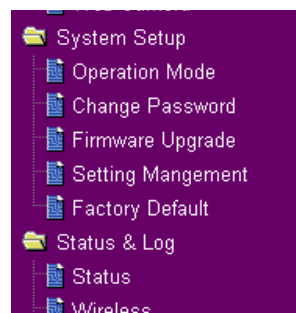 System Setup
Operation Mode
Change Password
Firmware Upgrade
Setting Mangement
Factory Default
Status & Log
Status
Wireless